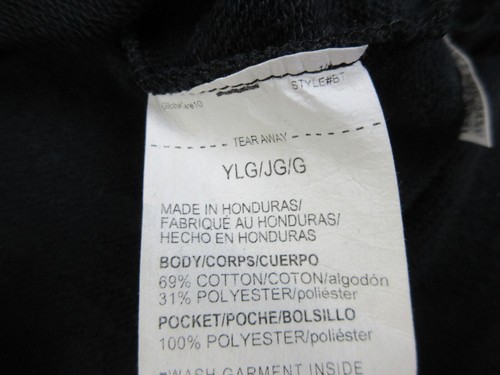 STYLE#BT
TEAR AWAY
YLG/JG/G
MADE IN HONDURAS/
FABRIQUÉ AU HONDURAS/
HECHO EN HONDURAS
BODY/CORPS/CUERPO
69% COTTON/COTON/algodón
31% POLYESTER/poliéster
POCKET/POCHE/BOLSILLO
100% POLYESTER/poliéster
WASH GARMENT INSIDE